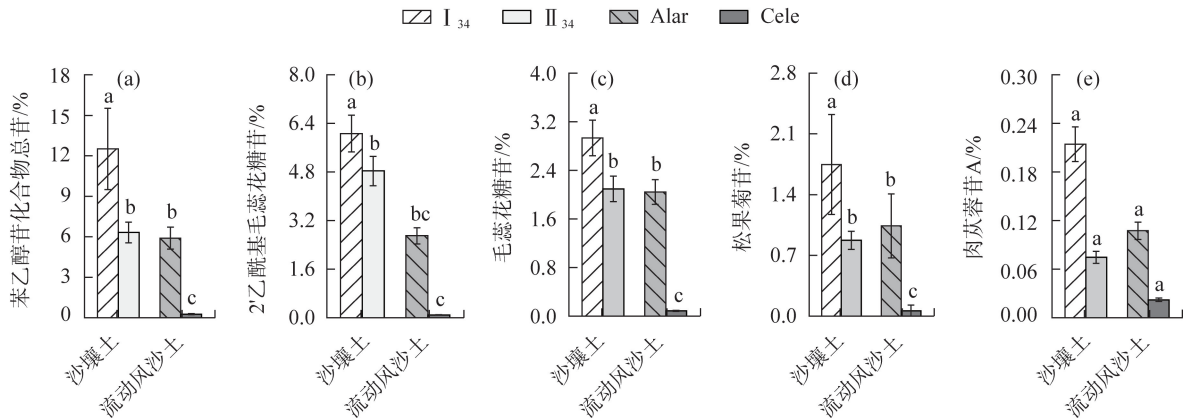 Ⅰ34 Ⅱ34 Alar Cele
苯乙醇苷化合物总苷/%
18
15
12
9
6
3
0
(a)
a
b
b
c
沙壤土
流动风沙土
2'乙酰基毛蕊花糖苷/%
8.0
6.4
4.8
3.2
1.6
0.0
(b)
a
b
bc
c
沙壤土
流动风沙土
毛蕊花糖苷/%
4.0
3.2
2.4
1.6
0.8
0.0
(c)
a
b
b
c
沙壤土
流动风沙土
松果菊苷/%
2.8
2.1
1.4
0.7
0.0
(d)
a
b
b
c
沙壤土
流动风沙土
肉苁蓉苷A/%
0.30
0.24
0.18
0.12
0.06
0.00
(e)
a
a
a
a
沙壤土
流动风沙土